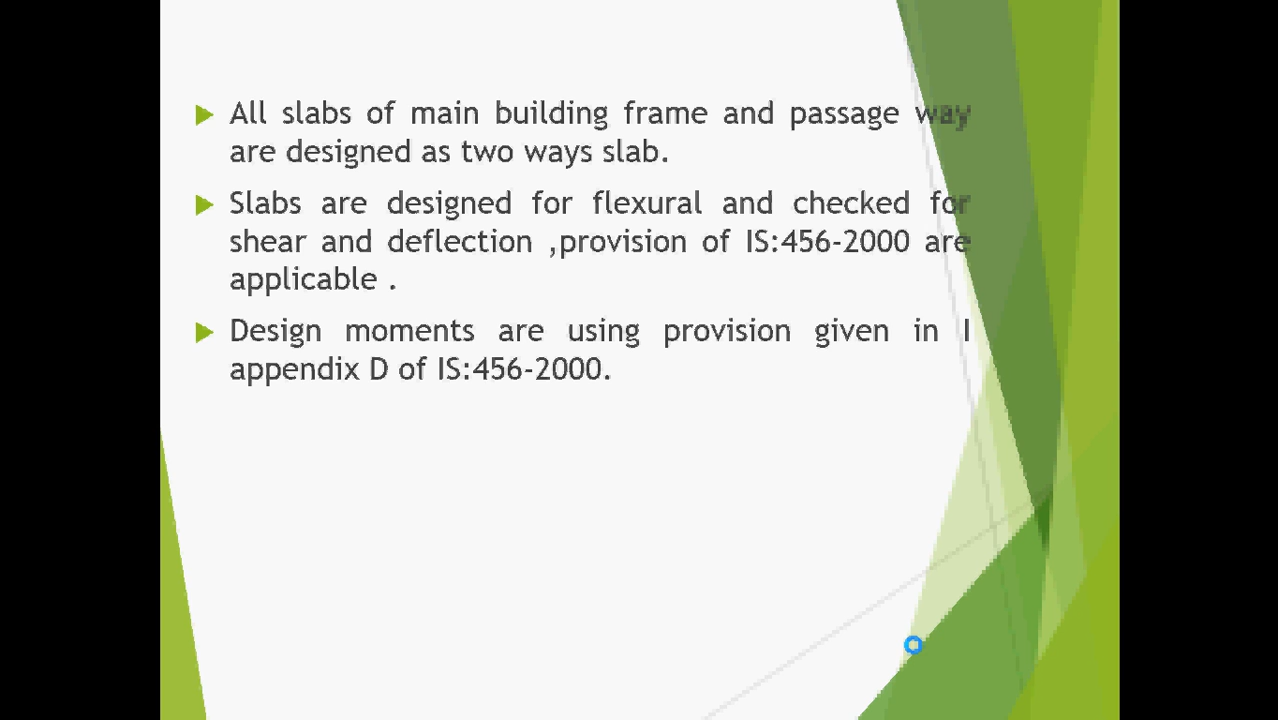 All slabs of main building frame and passage way
are designed as two ways slab.
Slabs are designed for flexural and checked for
shear and deflection ,provision of IS:456-2000 are
applicable .
Design moments are using provision given in I
appendix D of IS:456-2000.